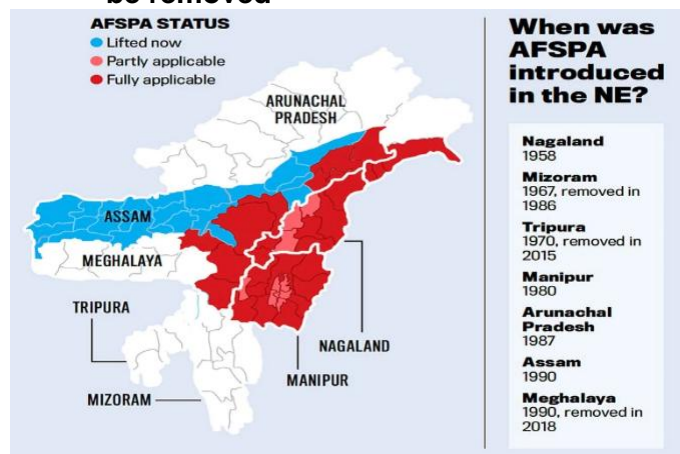 be removed
AFSPA STATUS
Lifted now
Partly applicable
Fully applicable
ARUNACHAL
PRADESH
ASSAM
MEGHALAYA
TRIPURA
NAGALAND
MANIPUR
MIZORAM
When was
AFSPA
introduced
in the NE?
Nagaland
1958
Mizoram
1967, removed in
1986
Tripura
1970, removed in
2015
Manipur
1980
Arunachal
Pradesh
1987
Assam
1990
Meghalaya
1990, removed in
2018